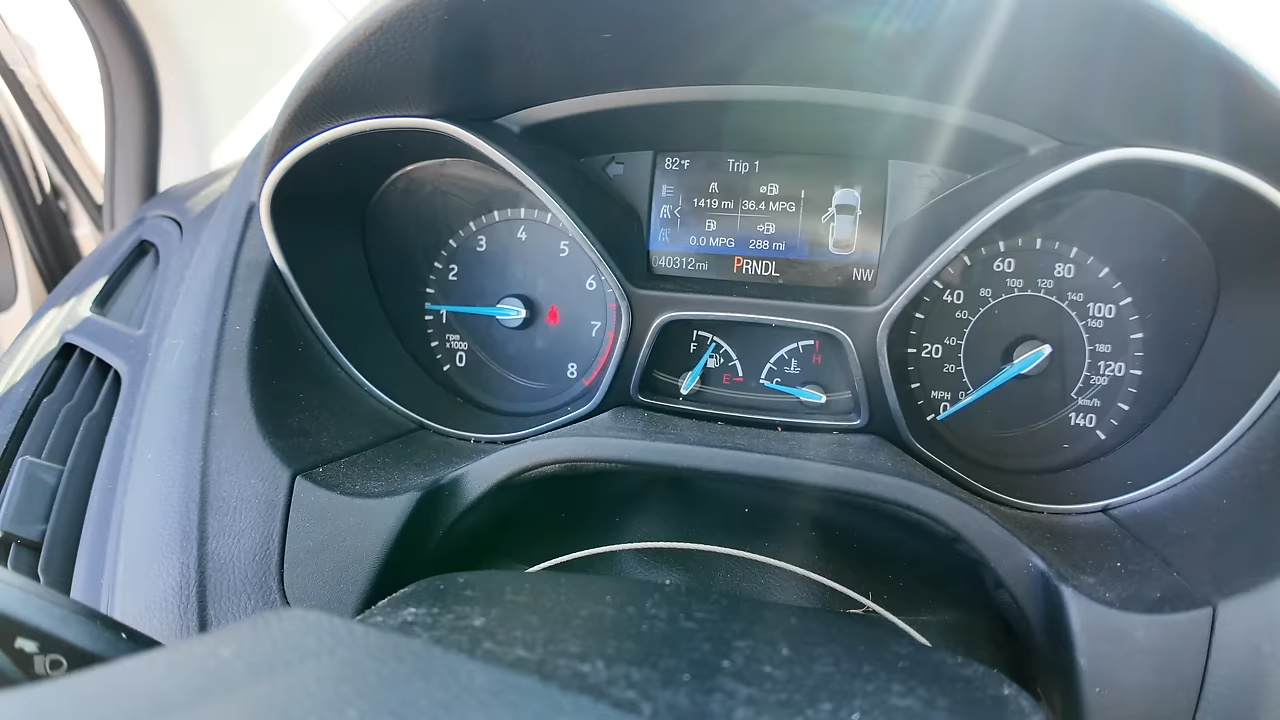 82°F Trip 1
1419 mi 36.4 MPG
0.0 MPG 288 mi
040312mi PRNDL NW
0 1 2 3 4 5 6 7 8
rpm
x1000
F E
C H
0 20 40 60 80 100 120 140
MPH
0 20 40 60 80 100 120 140 160 180 200
km/h